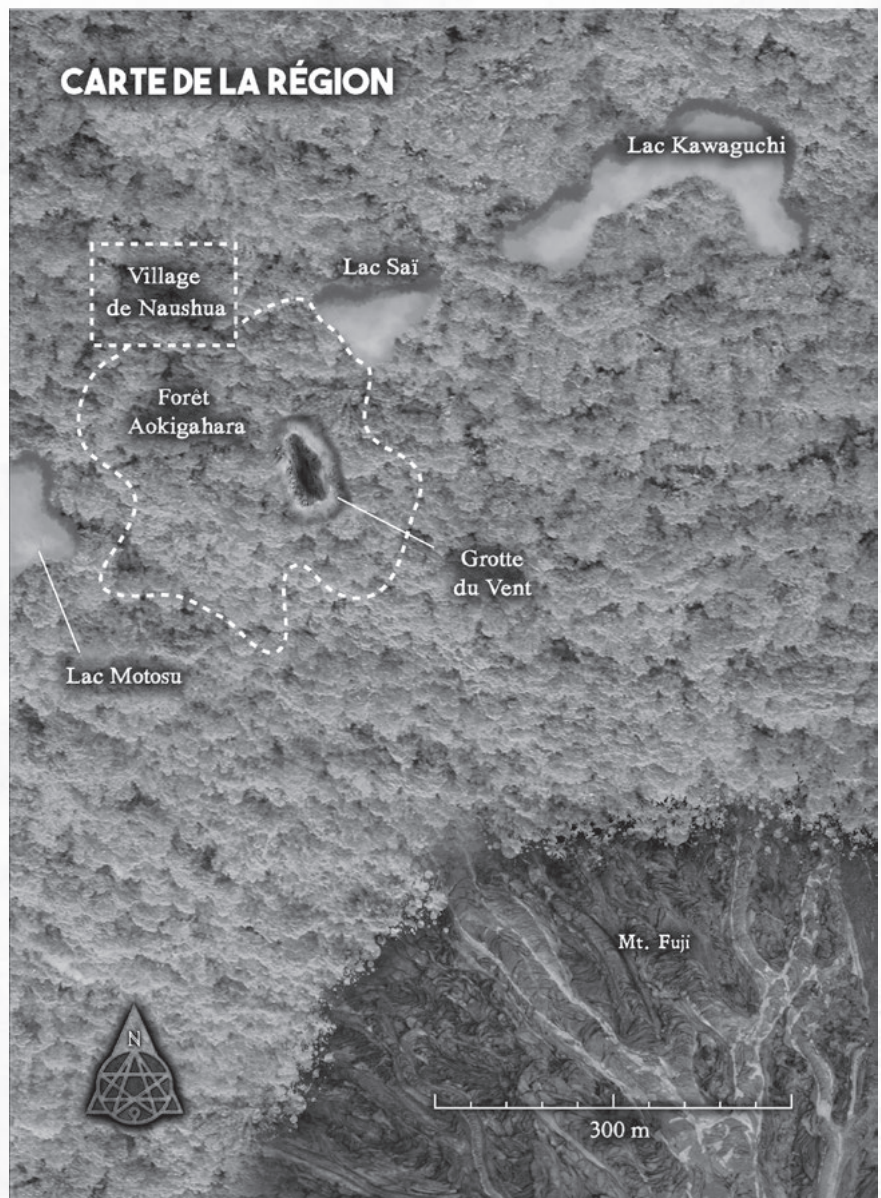 CARTE DE LA RÉGION
Lac Kawaguchi
Lac Saï
Village
de Naushua
Forêt
Aokigahara
Grotte
du Vent
Lac Motosu
Mt. Fuji
N
300 m